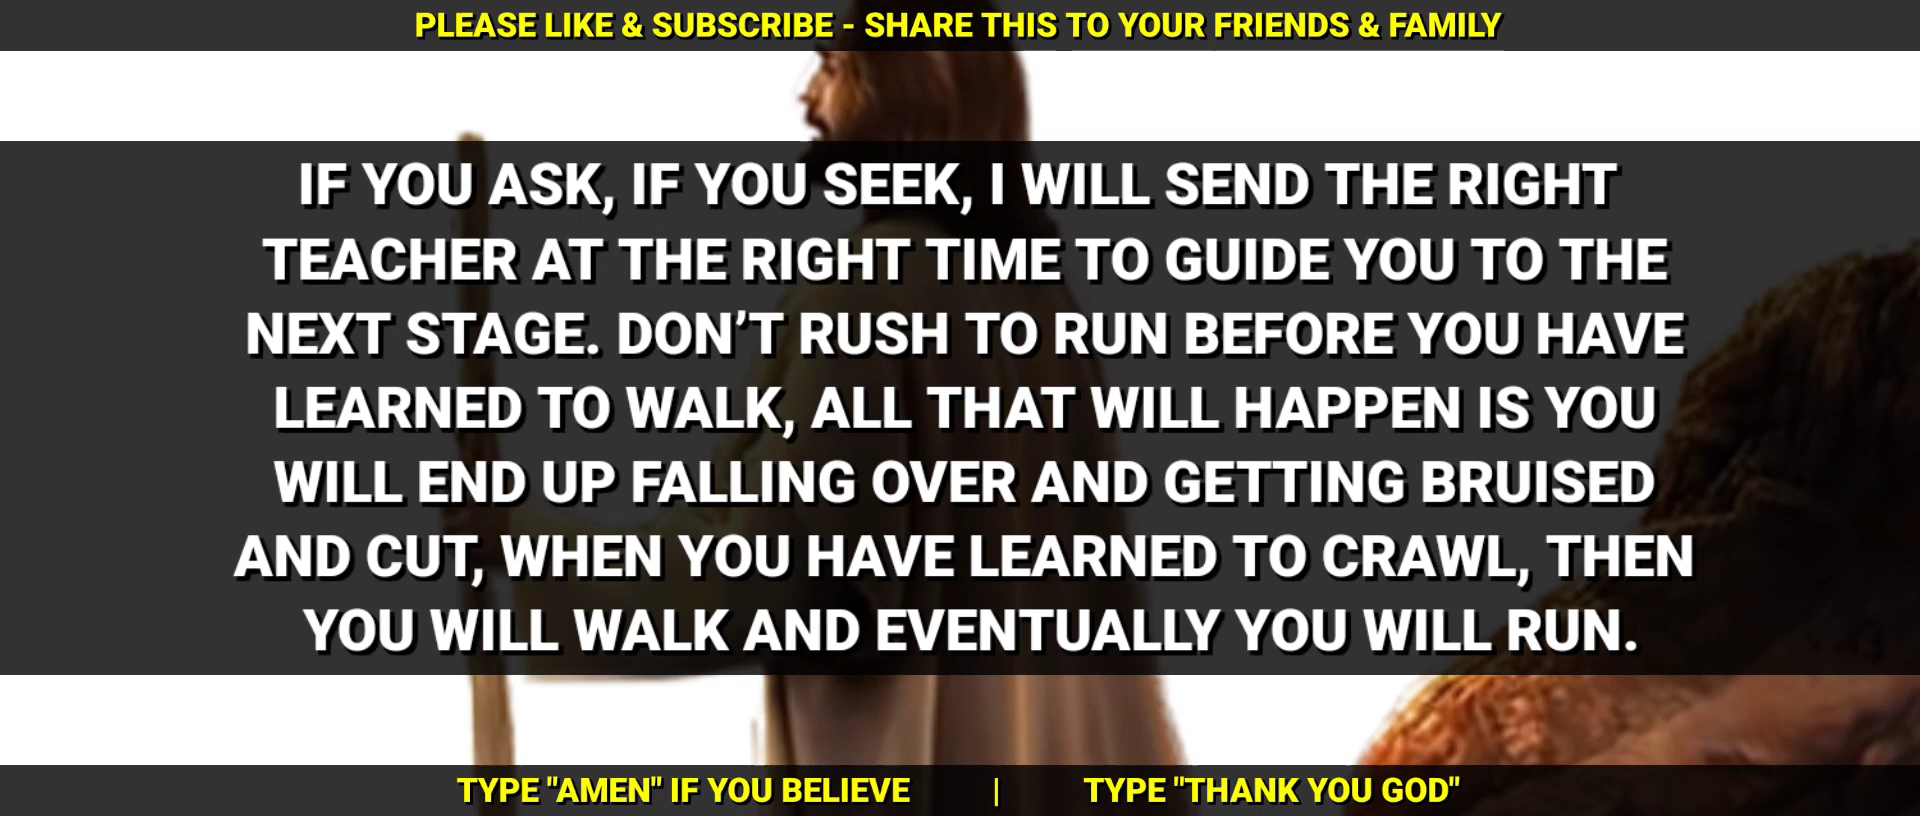 PLEASE LIKE & SUBSCRIBE - SHARE THIS TO YOUR FRIENDS & FAMILY
IF YOU ASK, IF YOU SEEK, I WILL SEND THE RIGHT
TEACHER AT THE RIGHT TIME TO GUIDE YOU TO THE
NEXT STAGE. DON’T RUSH TO RUN BEFORE YOU HAVE
LEARNED TO WALK, ALL THAT WILL HAPPEN IS YOU
WILL END UP FALLING OVER AND GETTING BRUISED
AND CUT, WHEN YOU HAVE LEARNED TO CRAWL, THEN
YOU WILL WALK AND EVENTUALLY YOU WILL RUN.
TYPE "AMEN" IF YOU BELIEVE | TYPE "THANK YOU GOD"